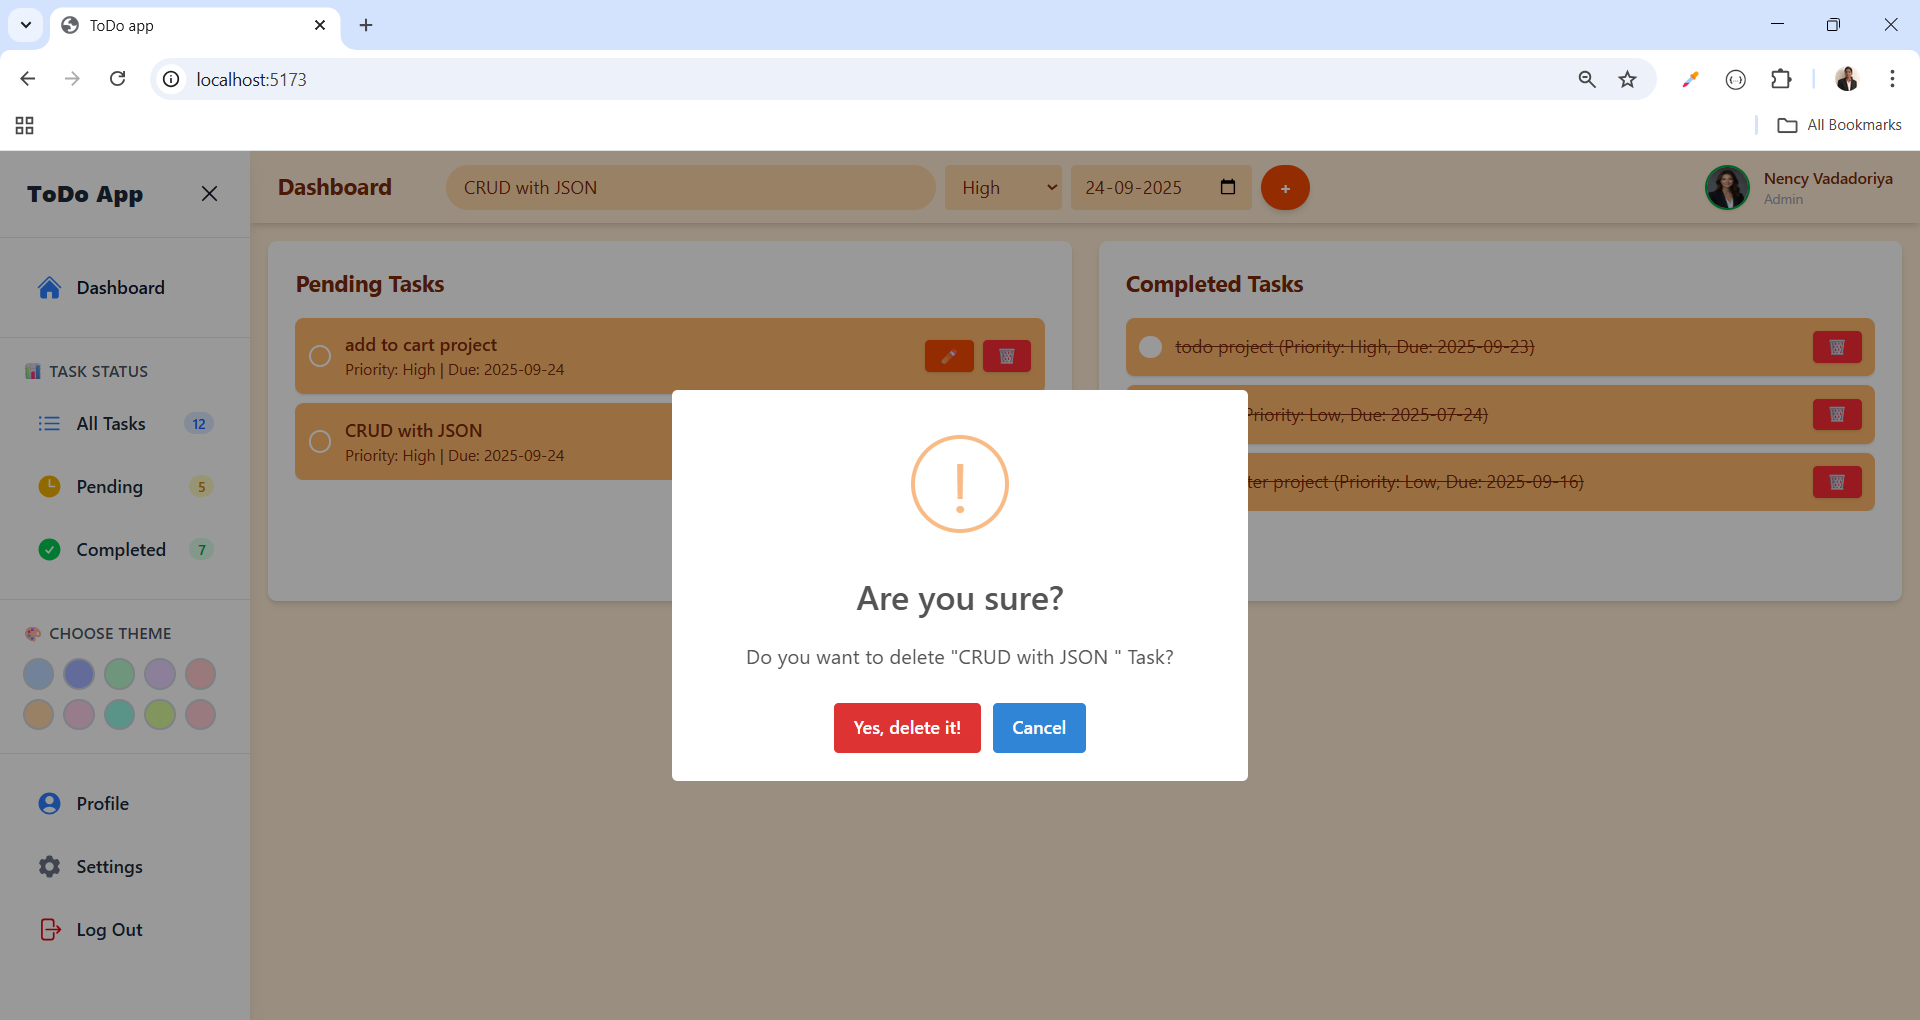 ToDo app
localhost:5173
All Bookmarks
ToDo App
Dashboard
CRUD with JSON
High
24-09-2025
+
Nency Vadadoriya
Admin
Dashboard
TASK STATUS
All Tasks 12
Pending 5
Completed 7
CHOOSE THEME
Profile
Settings
Log Out
Pending Tasks
add to cart project
Priority: High | Due: 2025-09-24
CRUD with JSON
Priority: High | Due: 2025-09-24
Completed Tasks
todo project (Priority: High, Due: 2025-09-23)
Priority: Low, Due: 2025-07-24)
project (Priority: Low, Due: 2025-09-16)
!
Are you sure?
Do you want to delete "CRUD with JSON " Task?
Yes, delete it!
Cancel